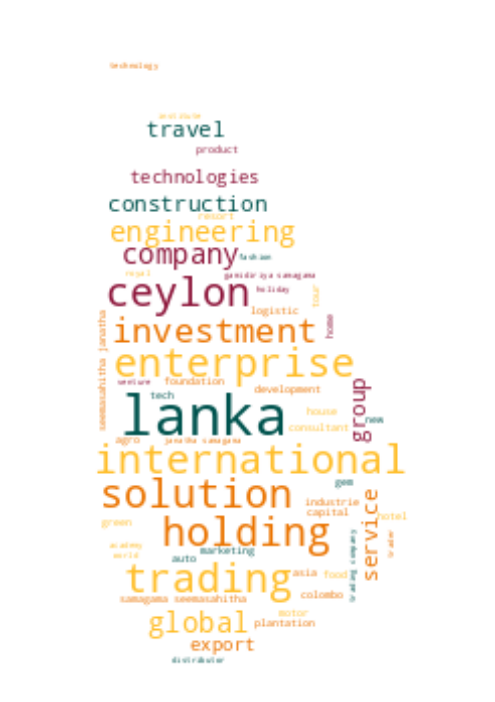 technology
travel
product
technologies
construction
resort
engineering
company
fashion
royal
gamidiriya samagama
ceylon
holiday
tour
logistic
seemasahitha janatha
investment
home
enterprise
venture
foundation
development
tech
group
lanka
house
new
consultant
agro
janatha samagama
international
gem
solution
industrie
capital
service
hotel
green
holding
trader
trading company
academy
marketing
world
auto
trading
asia
food
samagama seemasahitha
colombo
global
motor
plantation
export
distributor